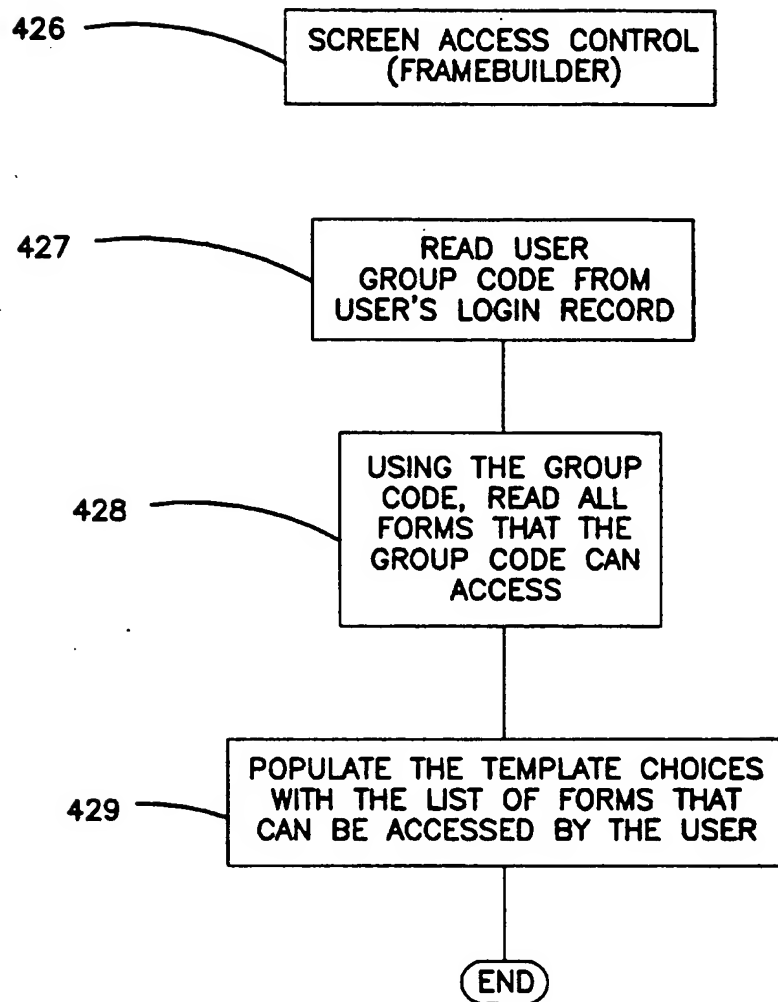 426
SCREEN ACCESS CONTROL
(FRAMEBUILDER)
427
READ USER
GROUP CODE FROM
USER'S LOGIN RECORD
428
USING THE GROUP
CODE, READ ALL
FORMS THAT THE
GROUP CODE CAN
ACCESS
429
POPULATE THE TEMPLATE CHOICES
WITH THE LIST OF FORMS THAT
CAN BE ACCESSED BY THE USER
END